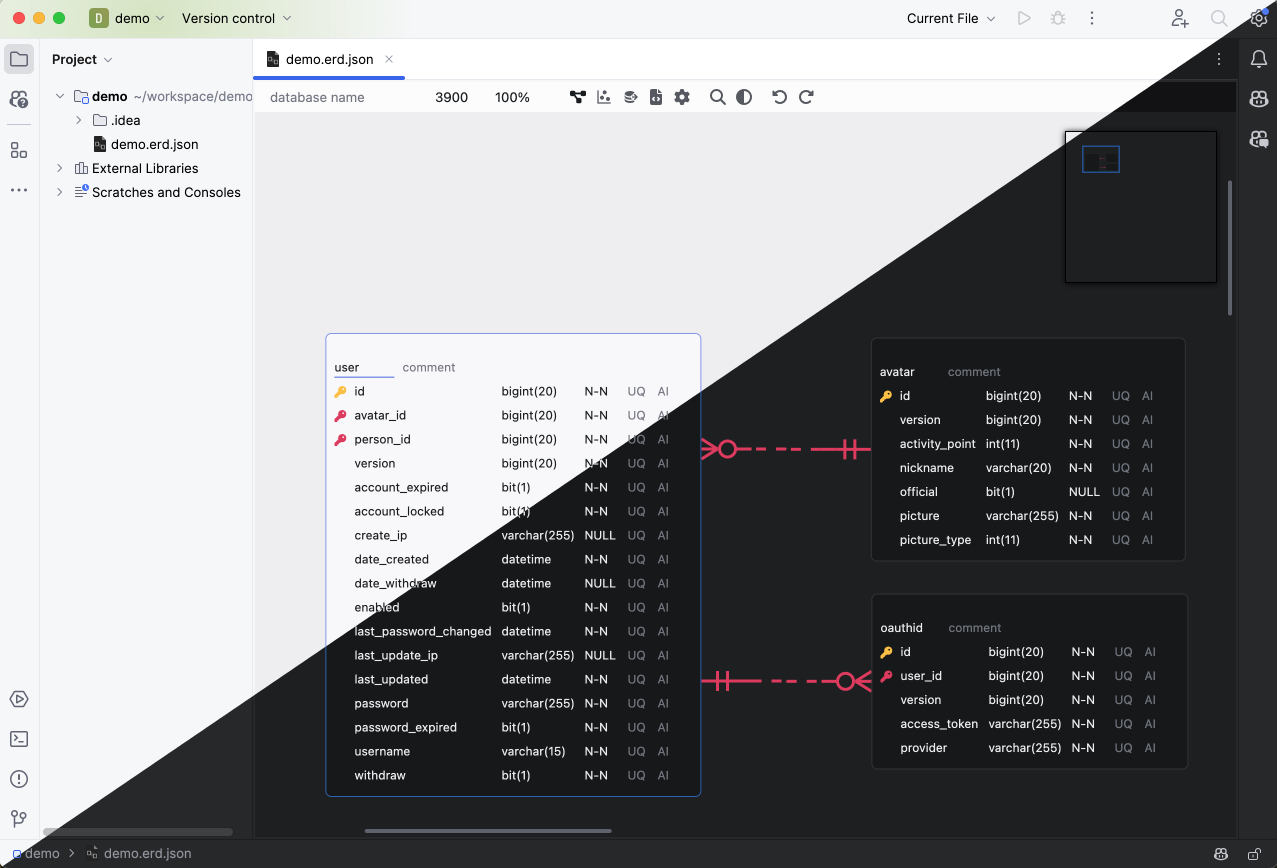 D demo Version control Current File
Project
demo.erd.json
demo ~/workspace/demo
.idea
demo.erd.json
External Libraries
Scratches and Consoles
database name 3900 100%
user comment
id bigint(20) N-N UQ AI
avatar_id bigint(20) N-N UQ AI
person_id bigint(20) N-N UQ AI
version bigint(20) N-N UQ AI
account_expired bit(1) N-N UQ AI
account_locked bit(1) N-N UQ AI
create_ip varchar(255) NULL UQ AI
date_created datetime N-N UQ AI
date_withdraw datetime NULL UQ AI
enabled bit(1) N-N UQ AI
last_password_changed datetime N-N UQ AI
last_update_ip varchar(255) NULL UQ AI
last_updated datetime N-N UQ AI
password varchar(255) N-N UQ AI
password_expired bit(1) N-N UQ AI
username varchar(15) N-N UQ AI
withdraw bit(1) N-N UQ AI
avatar comment
id bigint(20) N-N UQ AI
version bigint(20) N-N UQ AI
activity_point int(11) N-N UQ AI
nickname varchar(20) N-N UQ AI
official bit(1) NULL UQ AI
picture varchar(255) N-N UQ AI
picture_type int(11) N-N UQ AI
oauthid comment
id bigint(20) N-N UQ AI
user_id bigint(20) N-N UQ AI
version bigint(20) N-N UQ AI
access_token varchar(255) N-N UQ AI
provider varchar(255) N-N UQ AI
demo > demo.erd.json